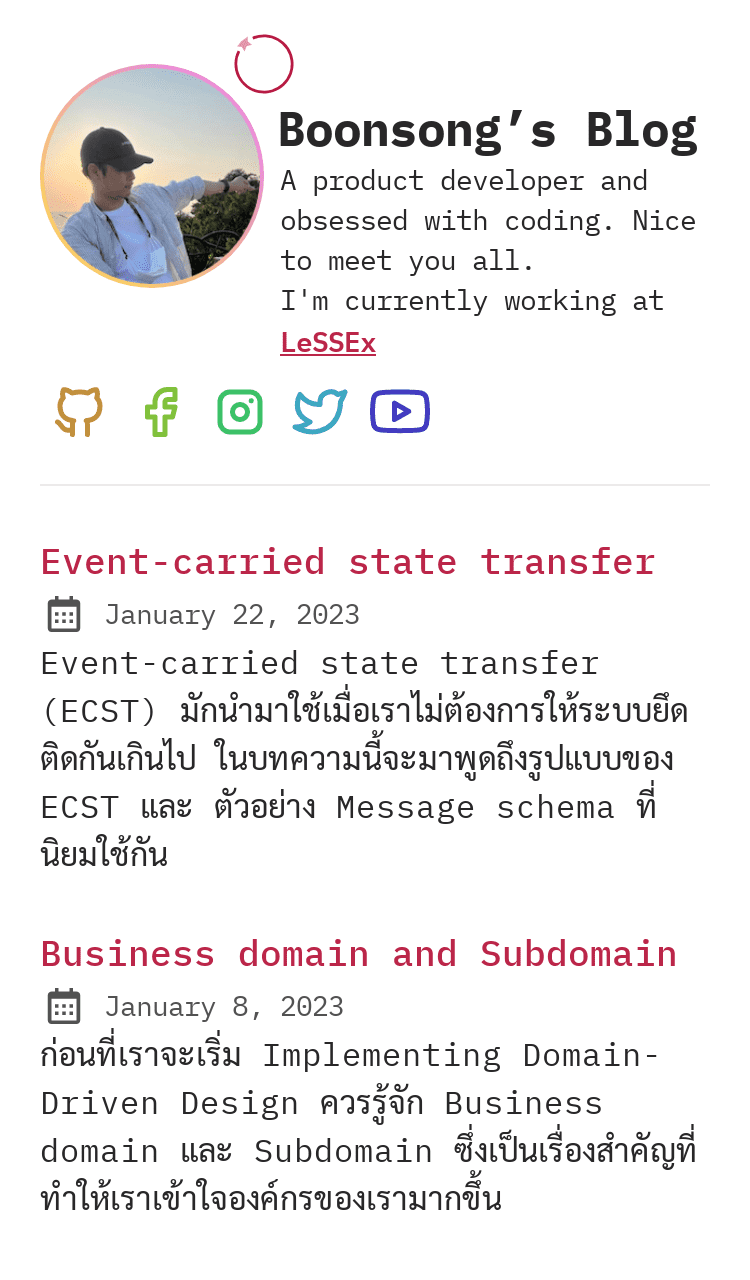 Boonsong’s Blog
A product developer and
obsessed with coding. Nice
to meet you all.
I'm currently working at
LeSSEx
Event-carried state transfer
January 22, 2023
Event-carried state transfer
(ECST) มักนำมาใช้เมื่อเราไม่ต้องการให้ระบบยึด
ติดกันเกินไป ในบทความนี้จะมาพูดถึงรูปแบบของ
ECST และ ตัวอย่าง Message schema ที่
นิยมใช้กัน
Business domain and Subdomain
January 8, 2023
ก่อนที่เราจะเริ่ม Implementing Domain-
Driven Design ควรรู้จัก Business
domain และ Subdomain ซึ่งเป็นเรื่องสำคัญที่
ทำให้เราเข้าใจองค์กรของเรามากขึ้น